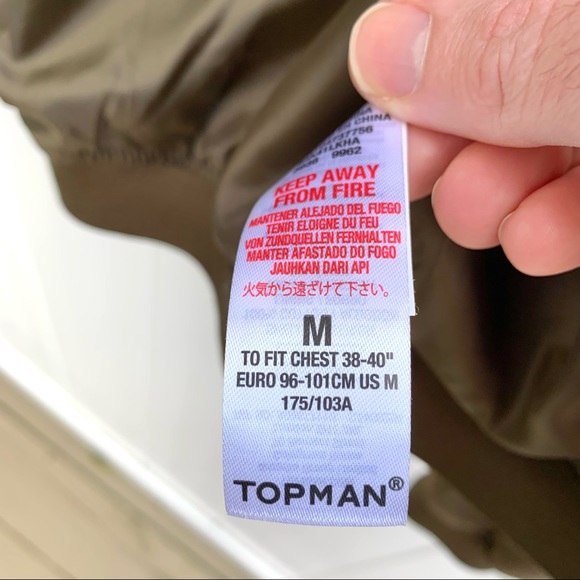 CHINA
9962
KEEP AWAY
FROM FIRE
MANTENER ALEJADO DEL FUEGO
TENIR ELOIGNE DU FEU
VON ZUNDQUELLEN FERNHALTEN
MANTER AFASTADO DO FOGO
JAUHKAN DARI API
火気から遠ざけて下さい。
M
TO FIT CHEST 38-40"
EURO 96-101CM US M
175/103A
TOPMAN®